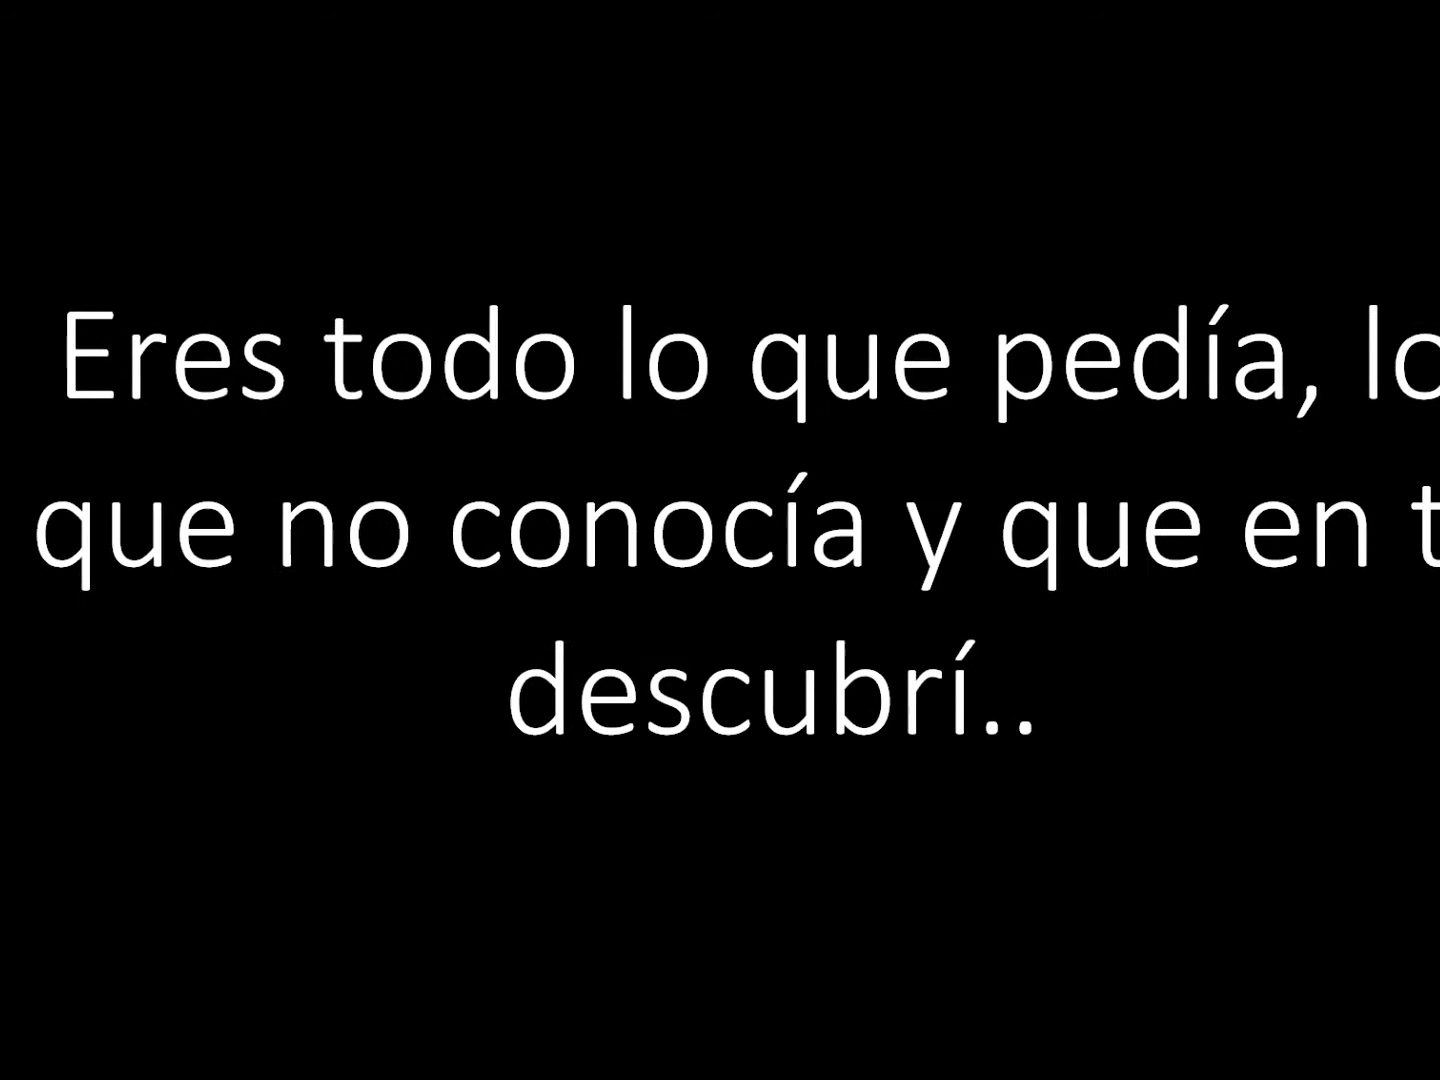 Eres todo lo que pedía, lo
que no conocía y que en t
descubrí..